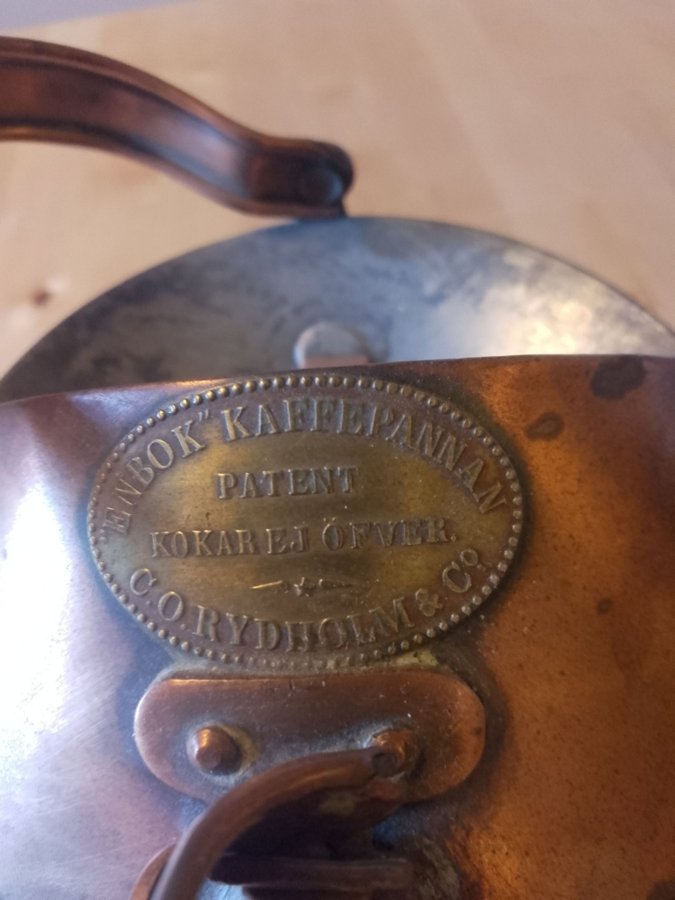 "ENBOK" KAFFEPANNAN
PATENT
KOKAR EJ ÖFVER.
C.O RYDHOLM & Cº